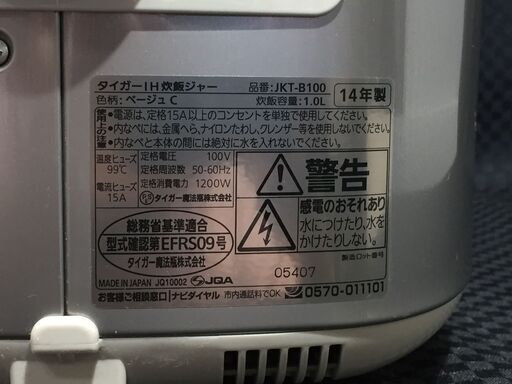 タイガーIH炊飯ジャー 品番:JKT-B100 14年製
色柄:ベージュC 炊飯容量:1.0L
使用上の注意
●電源は、定格15A以上のコンセントを単独で使用してください。
●内なべには、金属へら、ナイロンたわし、クレンザー等を使用しないでください。
●内なべと本体の間には絶対に水を入れないでください。
温度ヒューズ 99℃
電流ヒューズ 15A
定格電圧 100V
定格周波数 50-60Hz
定格消費電力 1200W
PSE タイガー魔法瓶株式会社
警告
感電のおそれあり
水につけたり、水を
かけたりしない。
総務省基準適合
型式確認第EFRS09号
タイガー魔法瓶株式会社
製造ロット番号
05407
MADE IN JAPAN JQ10002 JQA
お客様ご相談窓口 ナビダイヤル 市内通話料でOK 0570-011101